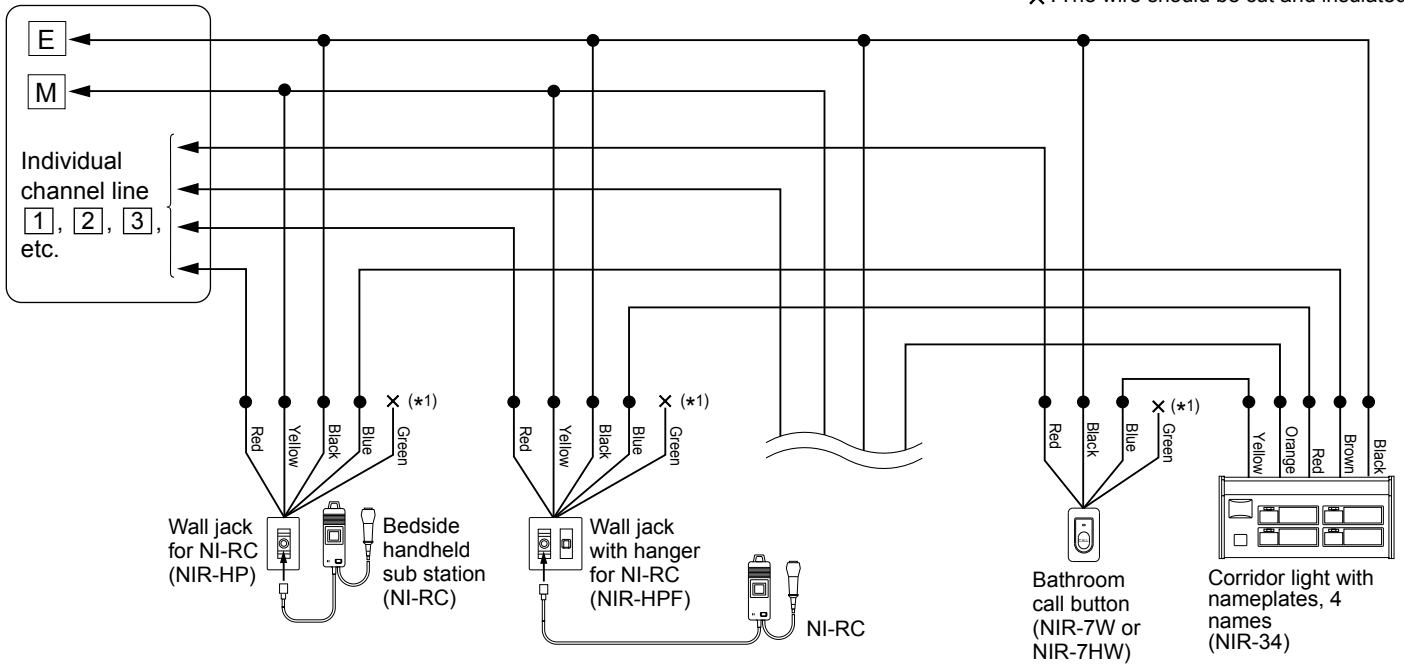 ✕ : The wire should be cut and insulated
E
M
Individual
channel line
1, 2, 3,
etc.
(*1)
(*1)
(*1)
Red
Yellow
Black
Blue
Green
Red
Yellow
Black
Blue
Green
Red
Black
Blue
Green
Yellow
Orange
Red
Brown
Black
Wall jack
for NI-RC
(NIR-HP)
Bedside
handheld
sub station
(NI-RC)
Wall jack
with hanger
for NI-RC
(NIR-HPF)
NI-RC
Bathroom
call button
(NIR-7W or
NIR-7HW)
Corridor light with
nameplates, 4
names
(NIR-34)